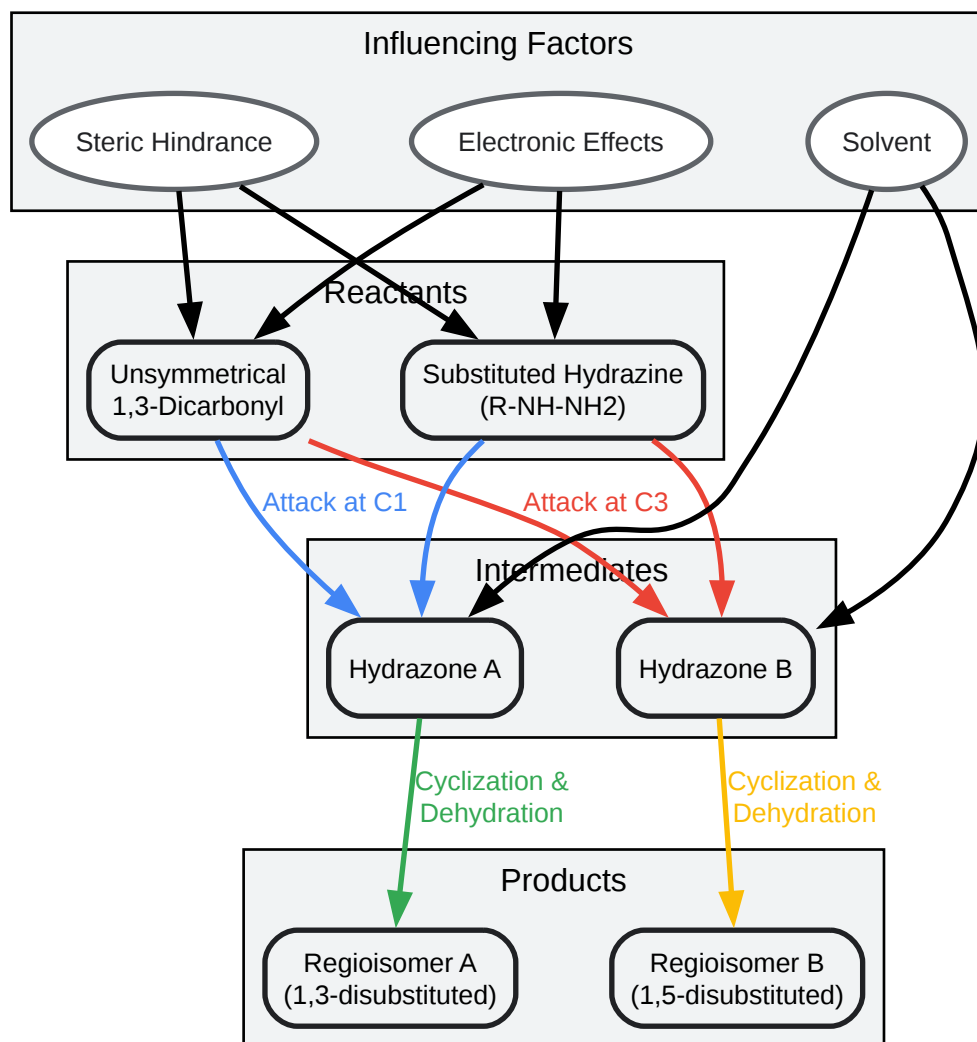 Influencing Factors
Steric Hindrance
Electronic Effects
Solvent
Reactants
Unsymmetrical
1,3-Dicarbonyl
Substituted Hydrazine
(R-NH-NH2)
Attack at C1
Attack at C3
Intermediates
Hydrazone A
Hydrazone B
Cyclization &
Dehydration
Cyclization &
Dehydration
Products
Regioisomer A
(1,3-disubstituted)
Regioisomer B
(1,5-disubstituted)